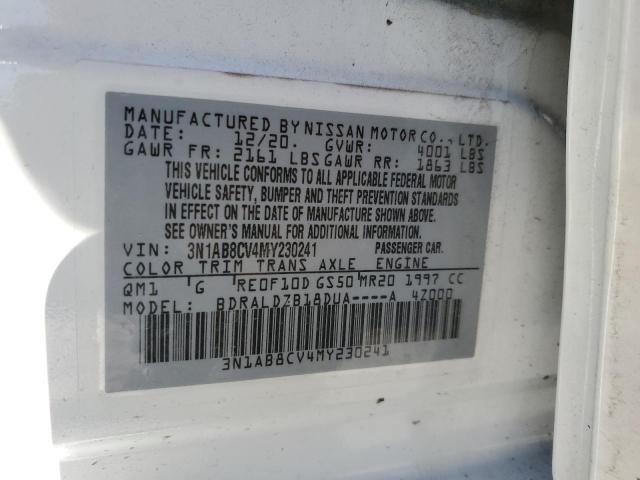 MANUFACTURED BY NISSAN MOTOR CO., LTD.
DATE: 12/20. GVWR: 4001 LBS
GAWR FR: 2161 LBS GAWR RR: 1863 LBS
THIS VEHICLE CONFORMS TO ALL APPLICABLE FEDERAL MOTOR
VEHICLE SAFETY, BUMPER AND THEFT PREVENTION STANDARDS
IN EFFECT ON THE DATE OF MANUFACTURE SHOWN ABOVE.
SEE OWNER'S MANUAL FOR ADDITIONAL INFORMATION.
VIN: 3N1AB8CV4MY230241 PASSENGER CAR.
COLOR TRIM TRANS AXLE ENGINE
QM1 G RE0F10D GS50 MR20 1997 CC
MODEL: BDRALDZB18DUA----A 4Z000
3N1AB8CV4MY230241